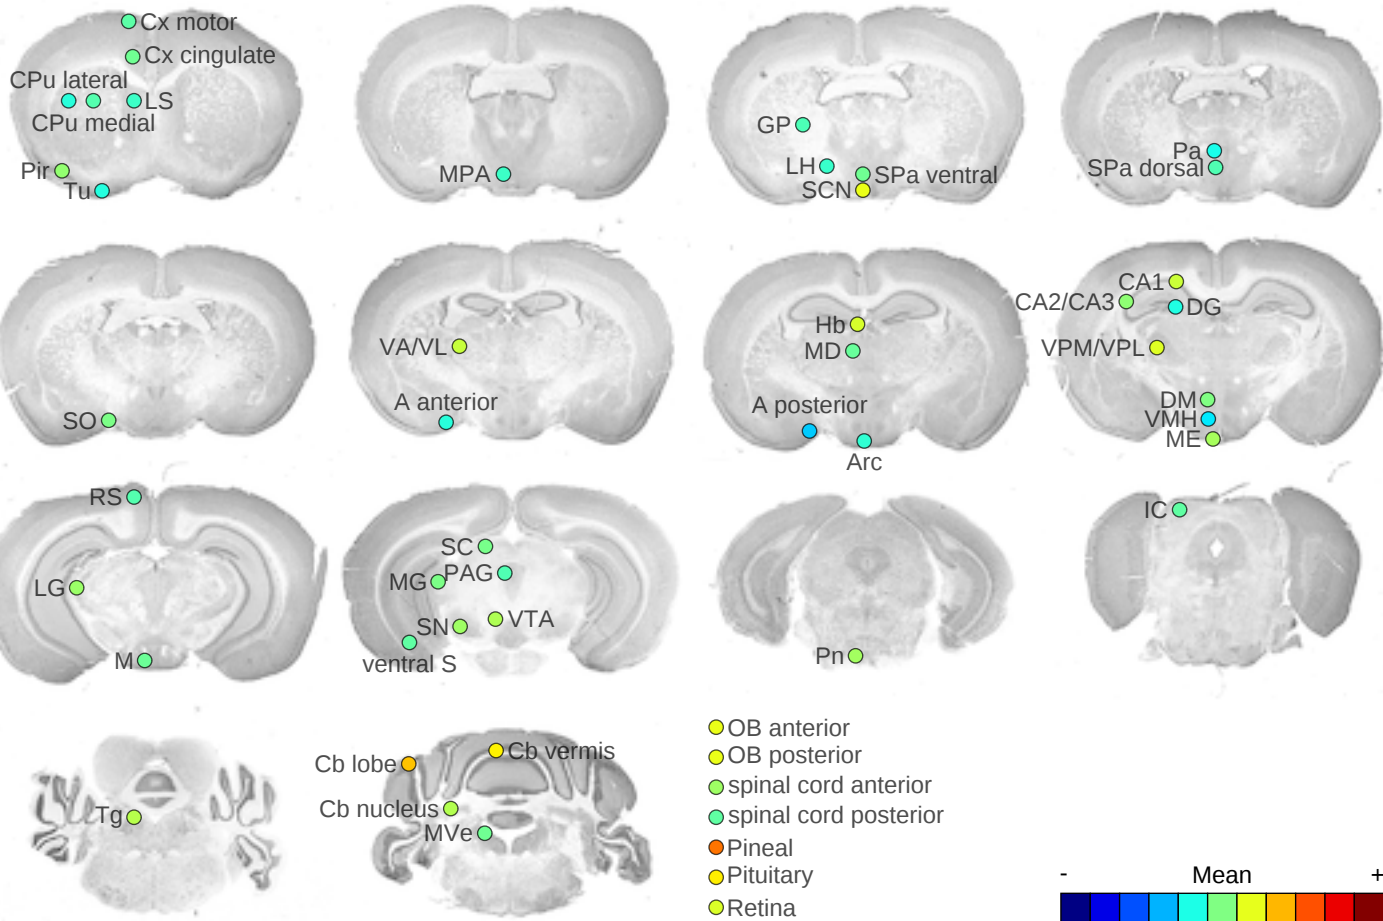 Cx motor
Cx cingulate
CPu lateral
LS
CPu medial
Pir
Tu
MPA
GP
LH
SPa ventral
SCN
Pa
SPa dorsal
SO
VA/VL
A anterior
Hb
MD
A posterior
Arc
CA1
CA2/CA3
DG
VPM/VPL
DM
VMH
ME
RS
LG
M
SC
PAG
MG
VTA
SN
ventral S
Pn
IC
Tg
Cb vermis
Cb lobe
Cb nucleus
MVe
OB anterior
OB posterior
spinal cord anterior
spinal cord posterior
Pineal
Pituitary
Retina
- Mean +